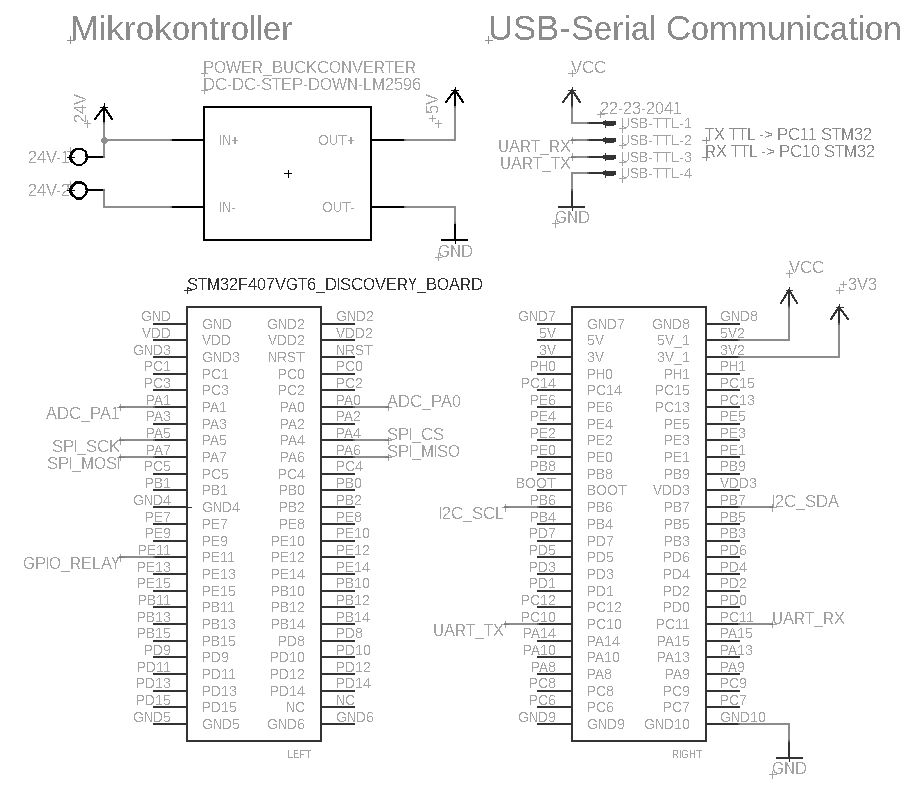 Mikrokontroller
USB-Serial Communication
POWER_BUCKCONVERTER
DC-DC-STEP-DOWN-LM2596
24V
+5V
24V-1
24V-2
IN+
OUT+
IN-
OUT-
GND
VCC
22-23-2041
USB-TTL-1
UART_RX
USB-TTL-2
TX TTL -> PC11 STM32
UART_TX
USB-TTL-3
RX TTL -> PC10 STM32
USB-TTL-4
GND
STM32F407VGT6_DISCOVERY_BOARD
GND GND GND2 GND2
VDD VDD VDD2 VDD2
GND3 GND3 NRST NRST
PC1 PC1 PC0 PC0
PC3 PC3 PC2 PC2
ADC_PA1 PA1 PA1 PA0 PA0 ADC_PA0
PA3 PA3 PA2 PA2
SPI_SCK PA5 PA5 PA4 PA4 SPI_CS
SPI_MOSI PA7 PA7 PA6 PA6 SPI_MISO
PC5 PC5 PC4 PC4
PB1 PB1 PB0 PB0
GND4 GND4 PB2 PB2
PE7 PE7 PE8 PE8
PE9 PE9 PE10 PE10
GPIO_RELAY PE11 PE11 PE12 PE12
PE13 PE13 PE14 PE14
PE15 PE15 PB10 PB10
PB11 PB11 PB12 PB12
PB13 PB13 PB14 PB14
PB15 PB15 PD8 PD8
PD9 PD9 PD10 PD10
PD11 PD11 PD12 PD12
PD13 PD13 PD14 PD14
PD15 PD15 NC NC
GND5 GND5 GND6 GND6
LEFT
VCC
+3V3
GND7 GND7 GND8 GND8
5V 5V 5V_1 5V2
3V 3V 3V_1 3V2
PH0 PH0 PH1 PH1
PC14 PC14 PC15 PC15
PE6 PE6 PC13 PC13
PE4 PE4 PE5 PE5
PE2 PE2 PE3 PE3
PE0 PE0 PE1 PE1
PB8 PB8 PB9 PB9
BOOT BOOT VDD3 VDD3
I2C_SCL PB6 PB6 PB7 PB7 I2C_SDA
PB4 PB4 PB5 PB5
PD7 PD7 PB3 PB3
PD5 PD5 PD6 PD6
PD3 PD3 PD4 PD4
PD1 PD1 PD2 PD2
PC12 PC12 PD0 PD0
UART_TX PC10 PC10 PC11 PC11 UART_RX
PA14 PA14 PA15 PA15
PA10 PA10 PA13 PA13
PA8 PA8 PA9 PA9
PC8 PC8 PC9 PC9
PC6 PC6 PC7 PC7
GND9 GND9 GND10 GND10
RIGHT
GND